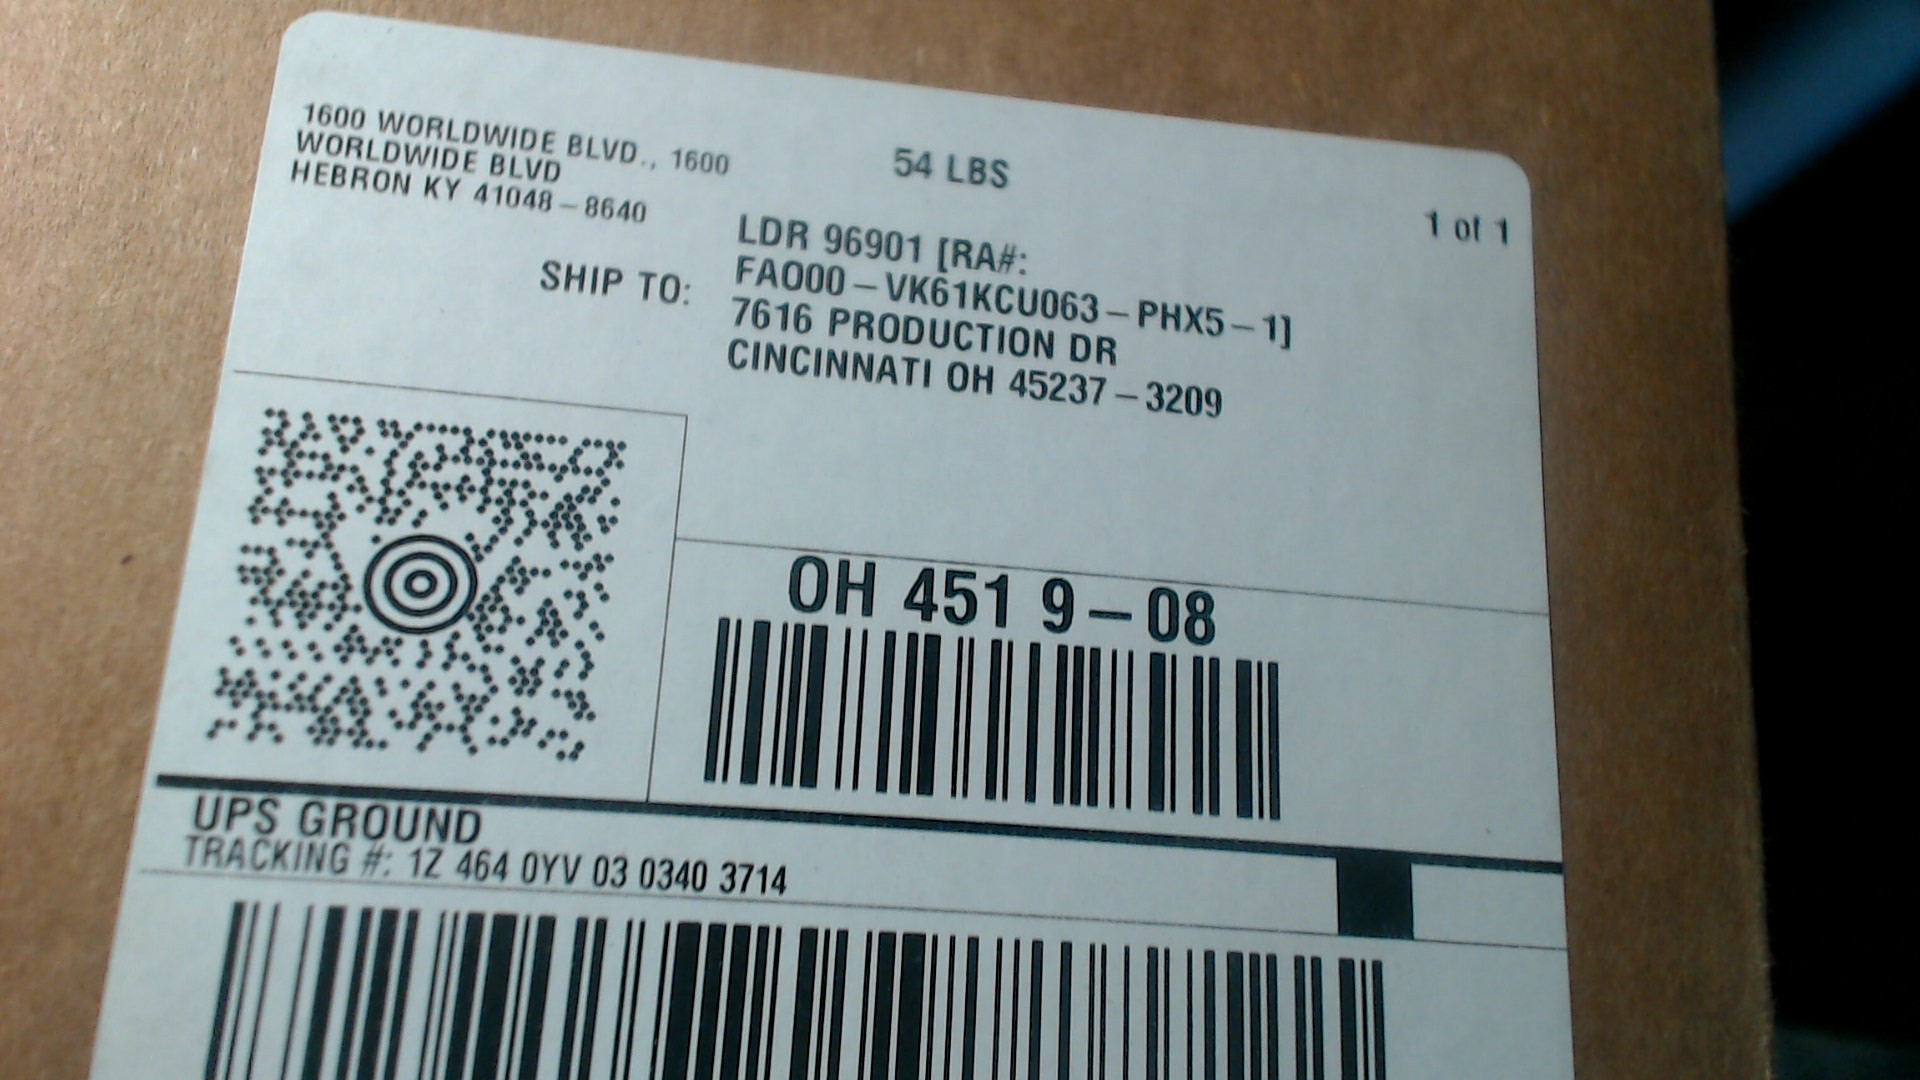 1600 WORLDWIDE BLVD., 1600
WORLDWIDE BLVD
HEBRON KY 41048-8640
54 LBS
1 of 1
SHIP TO:
LDR 96901 [RA#:
FAO00-VK61KCU063-PHX5-1]
7616 PRODUCTION DR
CINCINNATI OH 45237-3209
OH 451 9-08
UPS GROUND
TRACKING #: 1Z 464 0YV 03 0340 3714